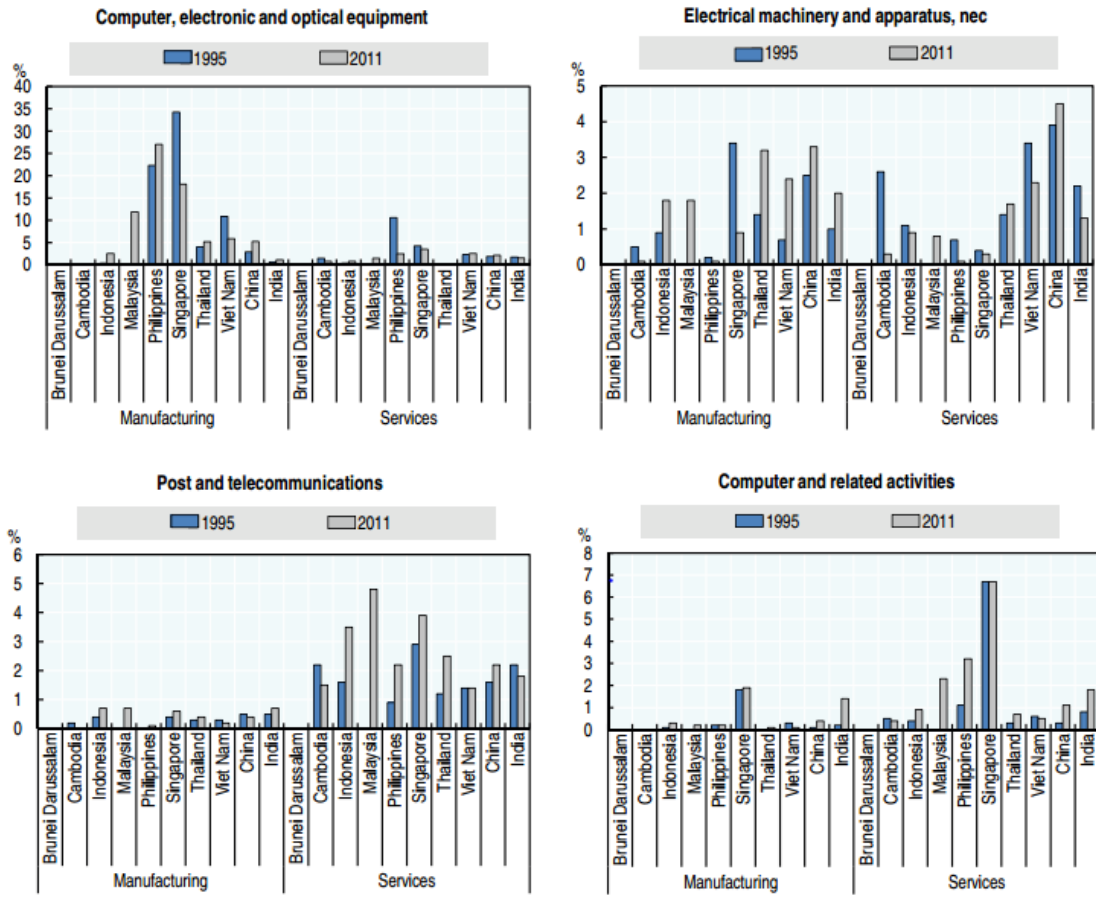 Computer, electronic and optical equipment
1995 2011
%
40
35
30
25
20
15
10
5
0
Brunei Darussalam
Cambodia
Indonesia
Malaysia
Philippines
Singapore
Thailand
Viet Nam
China
India
Brunei Darussalam
Cambodia
Indonesia
Malaysia
Philippines
Singapore
Thailand
Viet Nam
China
India
Manufacturing Services
Electrical machinery and apparatus, nec
1995 2011
%
5
4
3
2
1
0
Brunei Darussalam
Cambodia
Indonesia
Malaysia
Philippines
Singapore
Thailand
Viet Nam
China
India
Brunei Darussalam
Cambodia
Indonesia
Malaysia
Philippines
Singapore
Thailand
Viet Nam
China
India
Manufacturing Services
Post and telecommunications
1995 2011
%
6
5
4
3
2
1
0
Brunei Darussalam
Cambodia
Indonesia
Malaysia
Philippines
Singapore
Thailand
Viet Nam
China
India
Brunei Darussalam
Cambodia
Indonesia
Malaysia
Philippines
Singapore
Thailand
Viet Nam
China
India
Manufacturing Services
Computer and related activities
1995 2011
%
8
7
6
5
4
3
2
1
0
Brunei Darussalam
Cambodia
Indonesia
Malaysia
Philippines
Singapore
Thailand
Viet Nam
China
India
Brunei Darussalam
Cambodia
Indonesia
Malaysia
Philippines
Singapore
Thailand
Viet Nam
China
India
Manufacturing Services